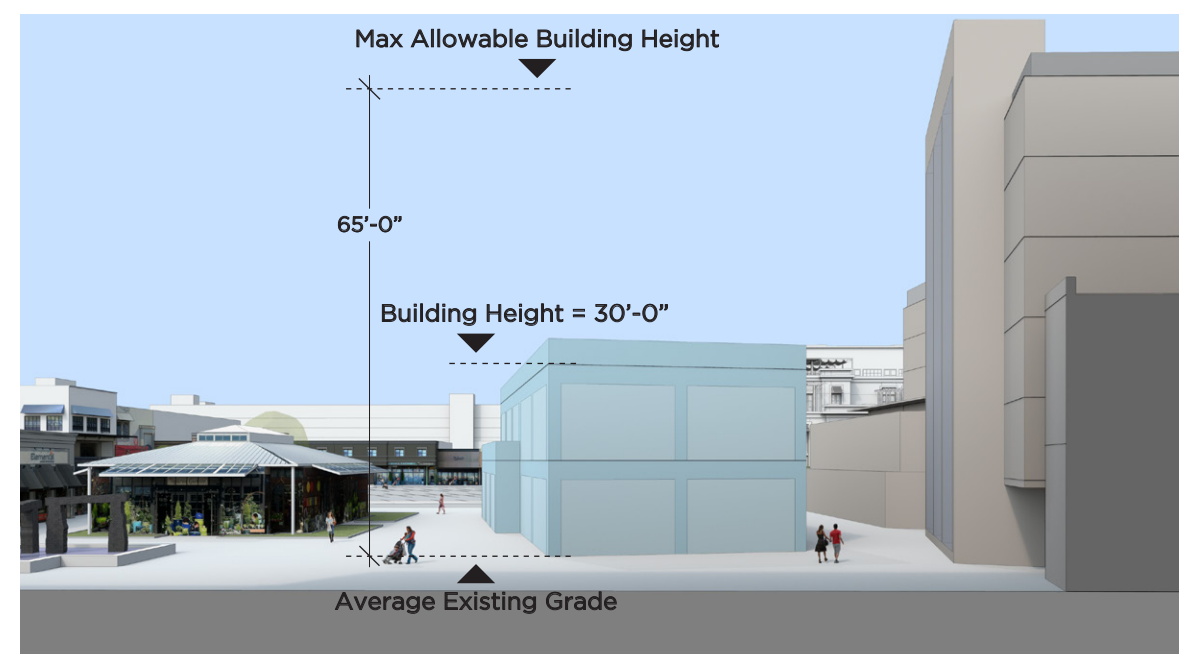 Max Allowable Building Height
65’-0”
Building Height = 30’-0”
Average Existing Grade